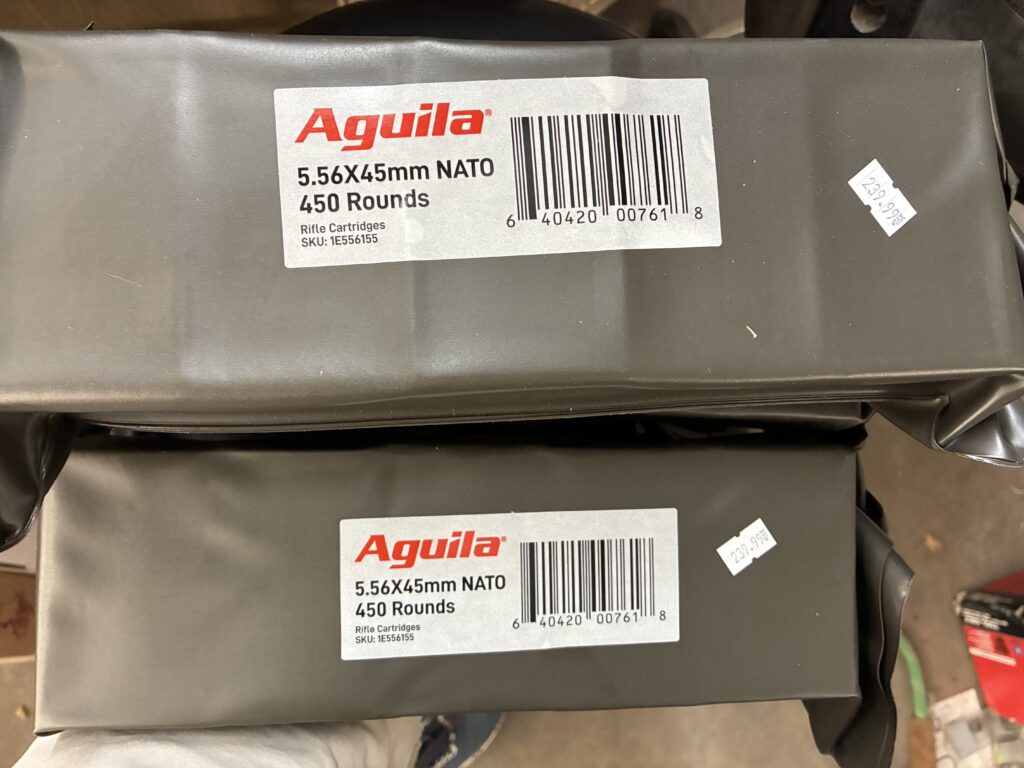 Aguila®
5.56X45mm NATO
450 Rounds
Rifle Cartridges
SKU: 1E556155
6 40420 00761 8
239.99
Aguila®
5.56X45mm NATO
450 Rounds
Rifle Cartridges
SKU: 1E556155
6 40420 00761 8
239.99